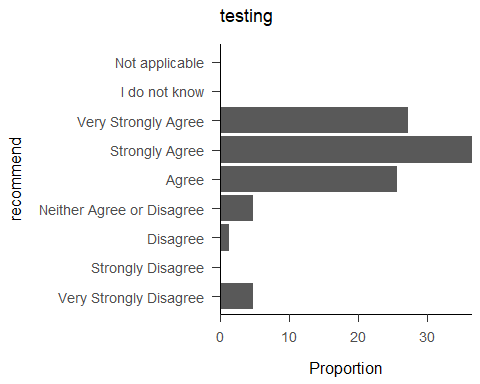 testing
Not applicable
I do not know
Very Strongly Agree
Strongly Agree
Agree
Neither Agree or Disagree
Disagree
Strongly Disagree
Very Strongly Disagree
recommend
0 10 20 30
Proportion